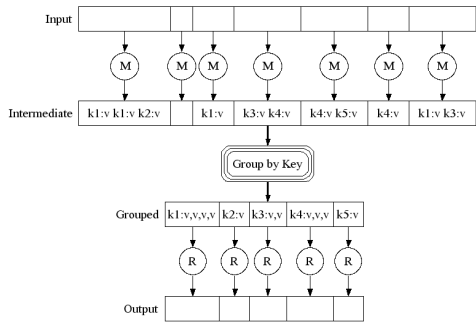 Input
M M M M M M M
Intermediate k1:v k1:v k2:v k1:v k3:v k4:v k4:v k5:v k4:v k1:v k3:v
Group by Key
Grouped k1:v,v,v,v k2:v k3:v,v k4:v,v,v k5:v
R R R R R
Output